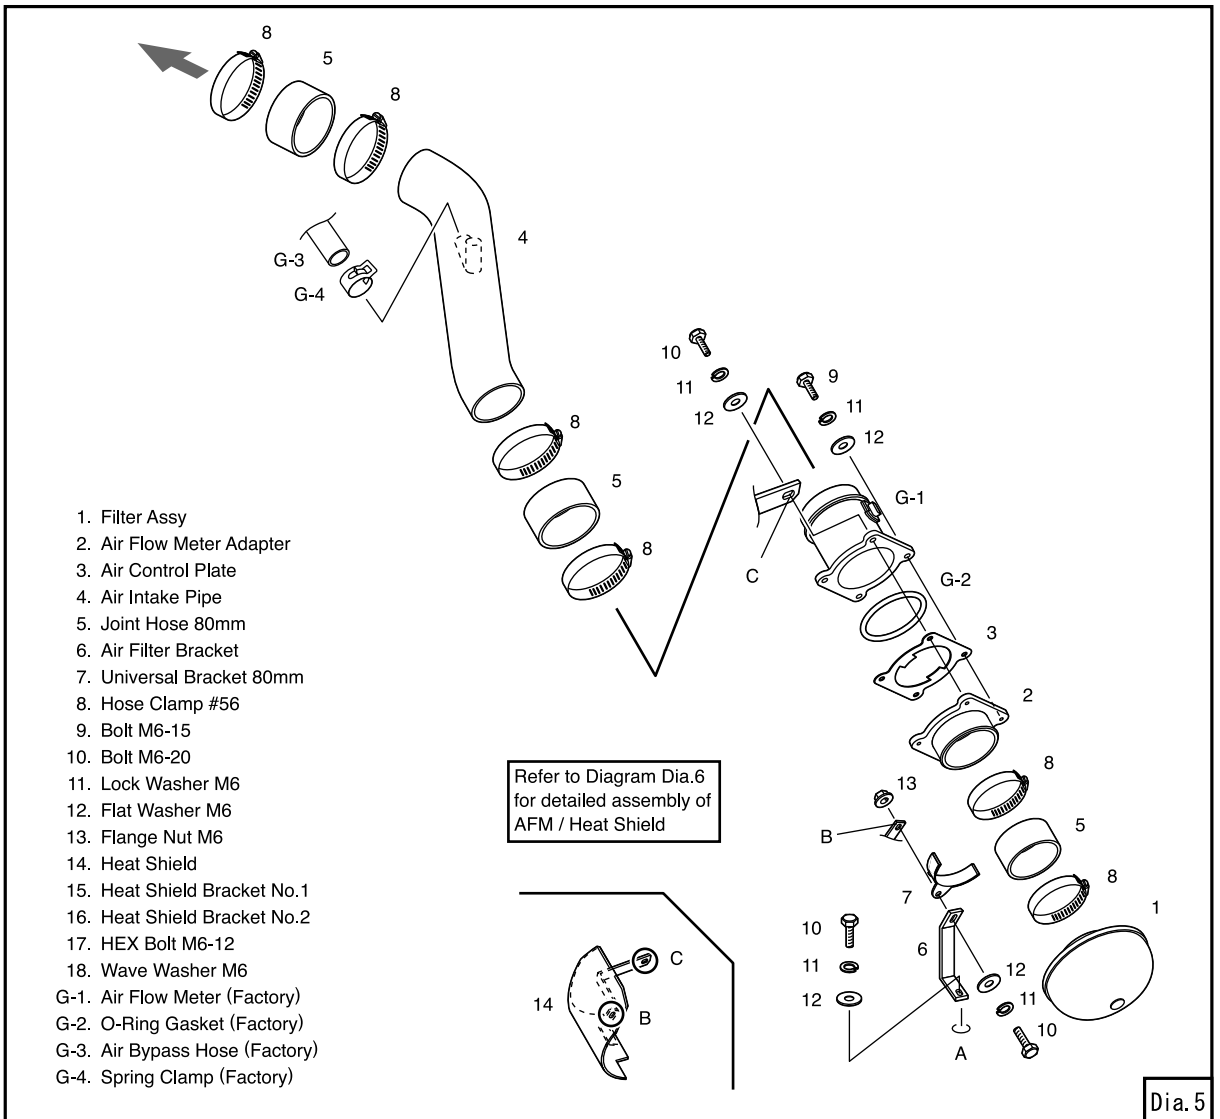 8
5
8
4
G-3
G-4
10
11
12
9
11
12
8
5
8
G-1
C
G-2
3
2
1. Filter Assy
2. Air Flow Meter Adapter
3. Air Control Plate
4. Air Intake Pipe
5. Joint Hose 80mm
6. Air Filter Bracket
7. Universal Bracket 80mm
8. Hose Clamp #56
9. Bolt M6-15
10. Bolt M6-20
11. Lock Washer M6
12. Flat Washer M6
13. Flange Nut M6
14. Heat Shield
15. Heat Shield Bracket No.1
16. Heat Shield Bracket No.2
17. HEX Bolt M6-12
18. Wave Washer M6
G-1. Air Flow Meter (Factory)
G-2. O-Ring Gasket (Factory)
G-3. Air Bypass Hose (Factory)
G-4. Spring Clamp (Factory)
Refer to Diagram Dia.6
for detailed assembly of
AFM / Heat Shield
13
8
B
5
7
8
1
10
6
11
12
12
11
10
A
C
14
B
Dia.5